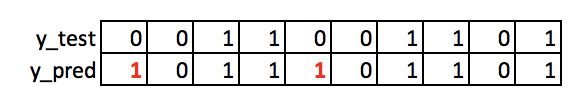 y_test 0 0 1 1 0 0 1 1 0 1
y_pred 1 0 1 1 1 0 1 1 0 1